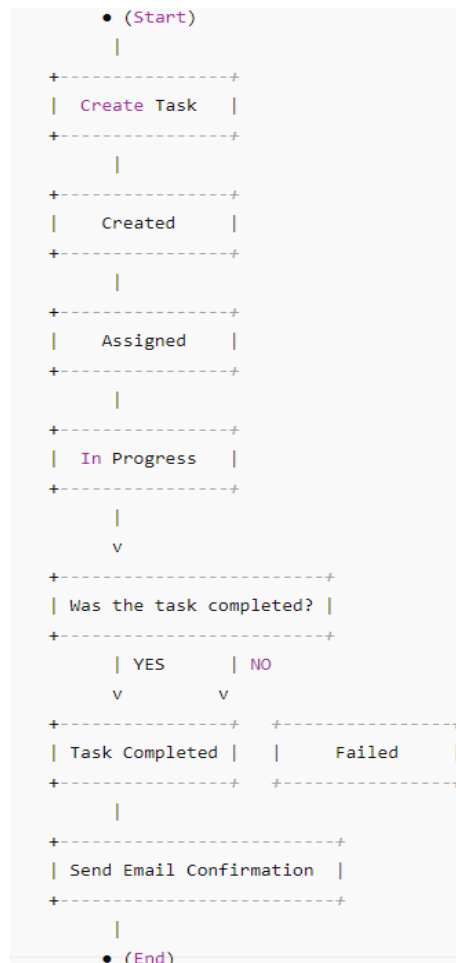 ● (Start)
|
+----------------+
|  Create Task   |
+----------------+
|
+----------------+
|    Created     |
+----------------+
|
+----------------+
|    Assigned    |
+----------------+
|
+----------------+
|  In Progress   |
+----------------+
|
v
+-------------------------+
| Was the task completed? |
+-------------------------+
| YES      | NO
v         v
+----------------+   +----------------+
| Task Completed |   |     Failed     |
+----------------+   +----------------+
|
+--------------------------+
| Send Email Confirmation  |
+--------------------------+
|
● (End)